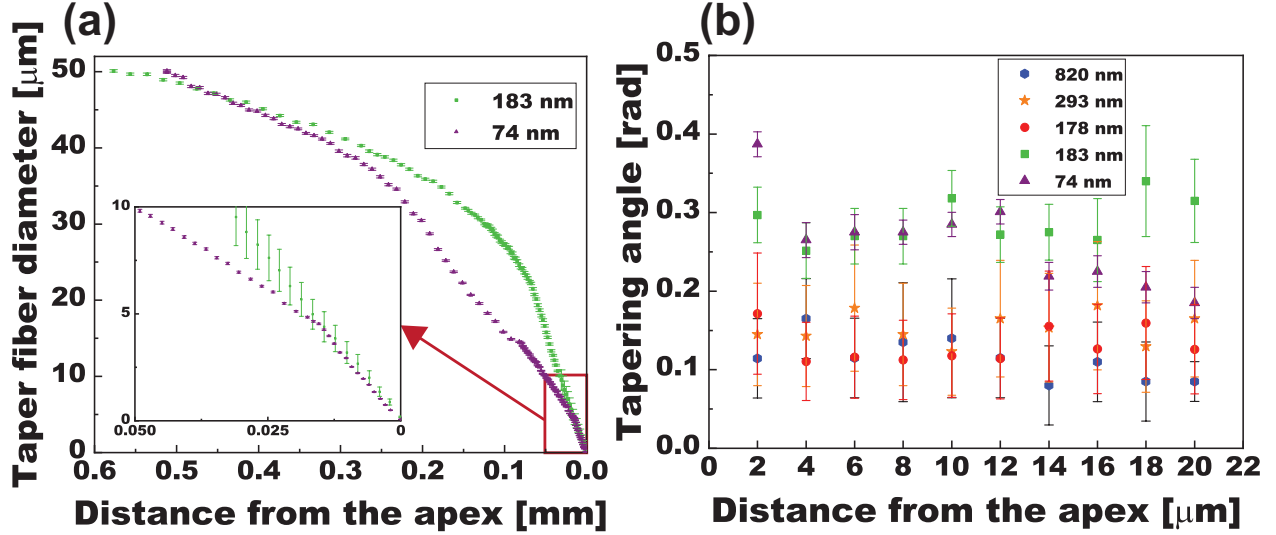 (a)
Taper fiber diameter [μm]
50
40
30
20
10
0
0.6
0.5
0.4
0.3
0.2
0.1
0.0
Distance from the apex [mm]
183 nm
74 nm
10
5
0
0.050
0.025
0
(b)
Tapering angle [rad]
0.5
0.4
0.3
0.2
0.1
0.0
0
2
4
6
8
10
12
14
16
18
20
22
Distance from the apex [μm]
820 nm
293 nm
178 nm
183 nm
74 nm